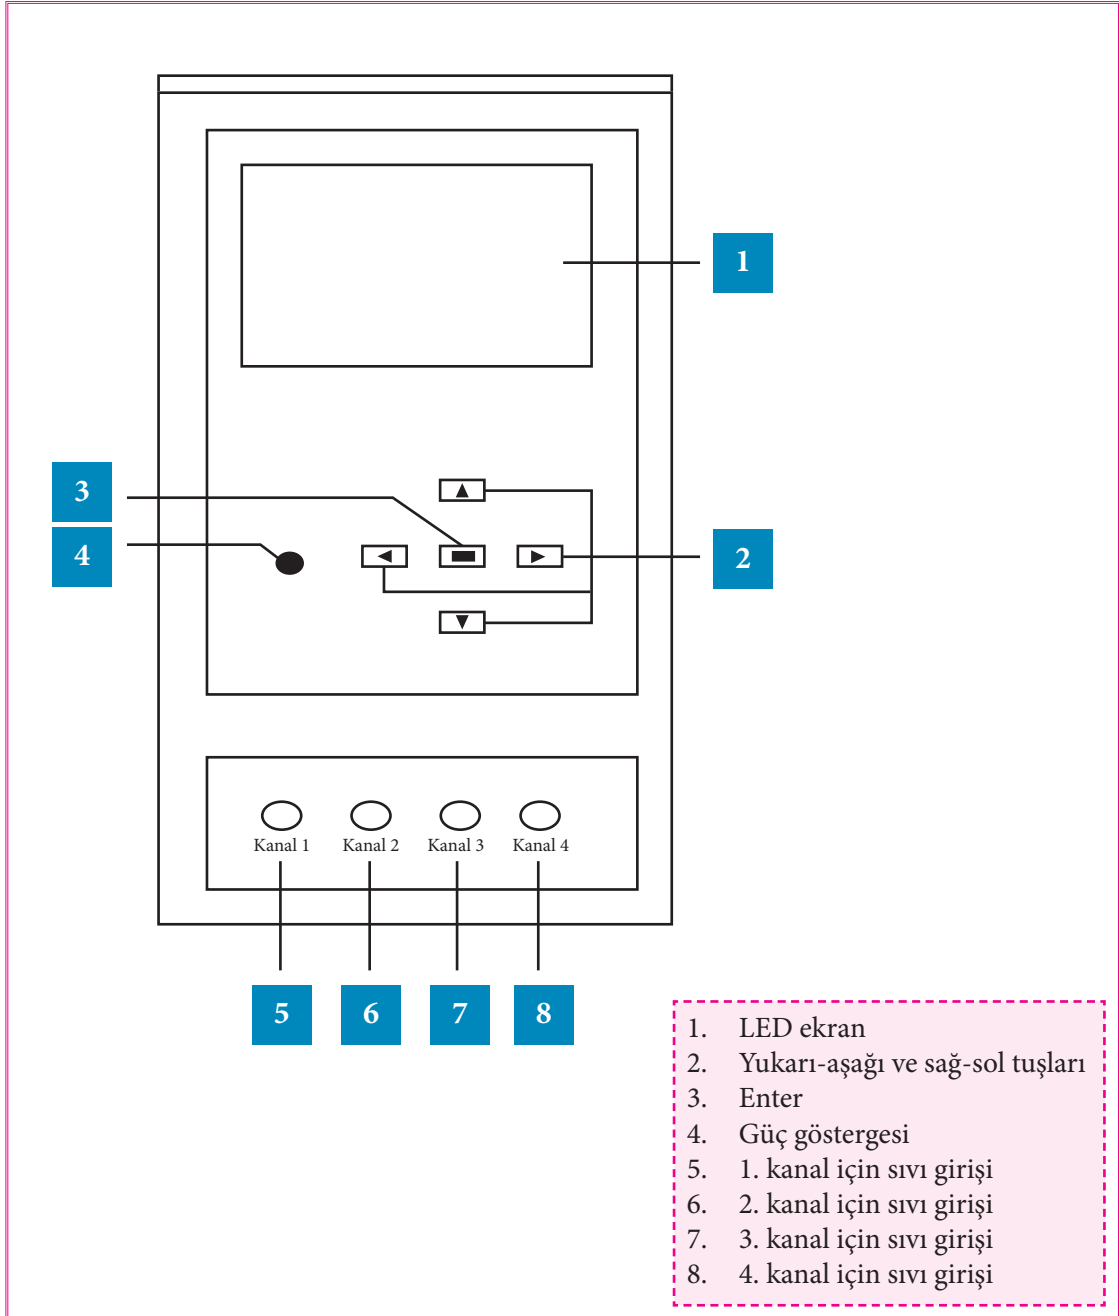 1
3
4
2
Kanal 1 Kanal 2 Kanal 3 Kanal 4
5 6 7 8
1. LED ekran
2. Yukarı-aşağı ve sağ-sol tuşları
3. Enter
4. Güç göstergesi
5. 1. kanal için sıvı girişi
6. 2. kanal için sıvı girişi
7. 3. kanal için sıvı girişi
8. 4. kanal için sıvı girişi